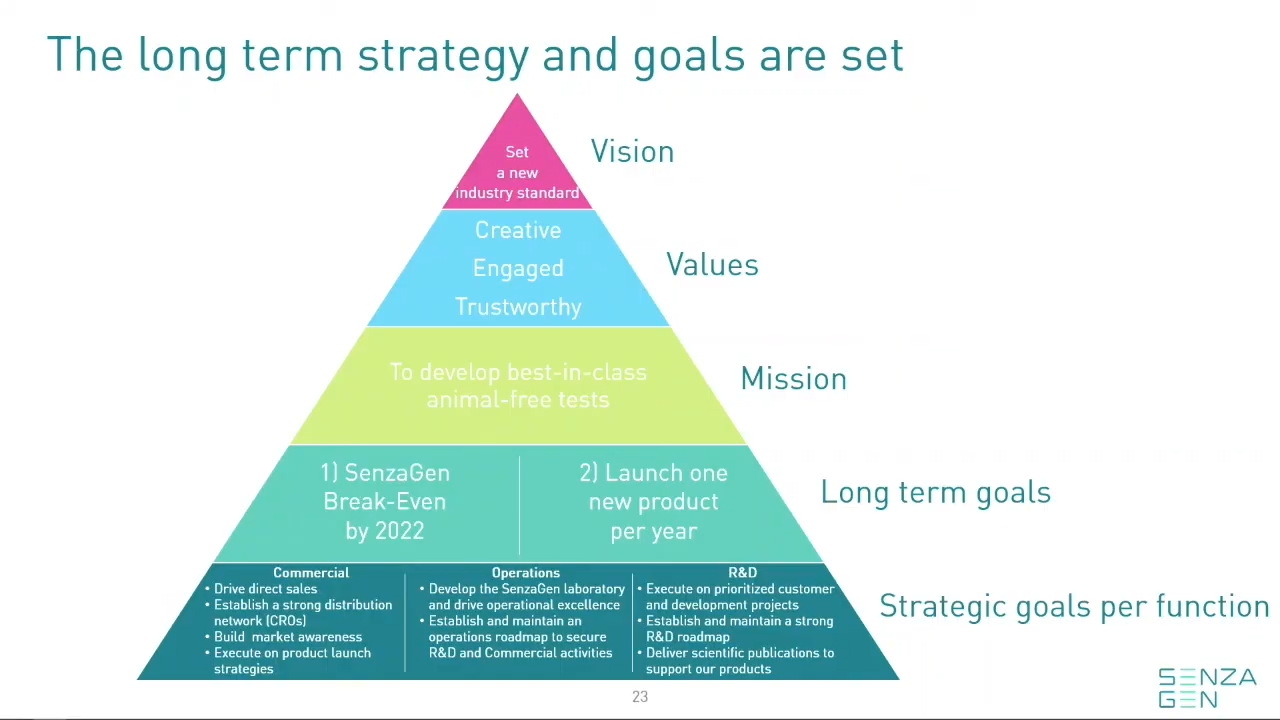 The long term strategy and goals are set
Set
a new
industry standard
Vision
Creative
Engaged
Trustworthy
Values
To develop best-in-class
animal-free tests
Mission
1) SenzaGen
Break-Even
by 2022
2) Launch one
new product
per year
Long term goals
Commercial
• Drive direct sales
• Establish a strong distribution
network (CROs)
• Build market awareness
• Execute on product launch
strategies
Operations
• Develop the SenzaGen laboratory
and drive operational excellence
• Establish and maintain an
operations roadmap to secure
R&D and Commercial activities
R&D
• Execute on prioritized customer
and development projects
• Establish and maintain a strong
R&D roadmap
• Deliver scientific publications to
support our products
Strategic goals per function
23
SENZA
GEN